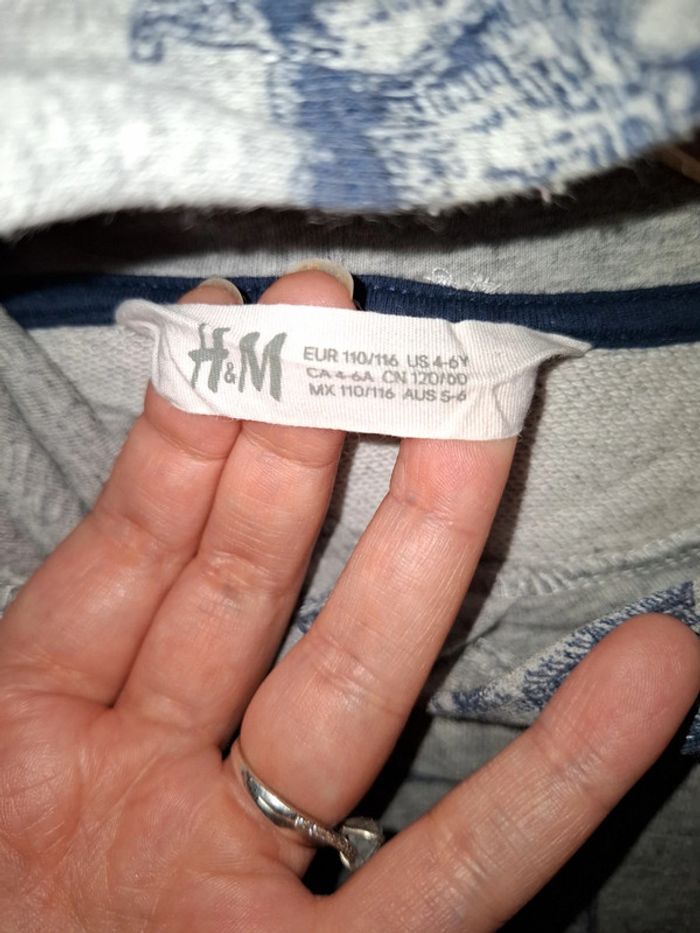 H&M
EUR 110/116 US 4-6Y
CA 4-6A CN 120/60
MX 110/116 AUS 5-6